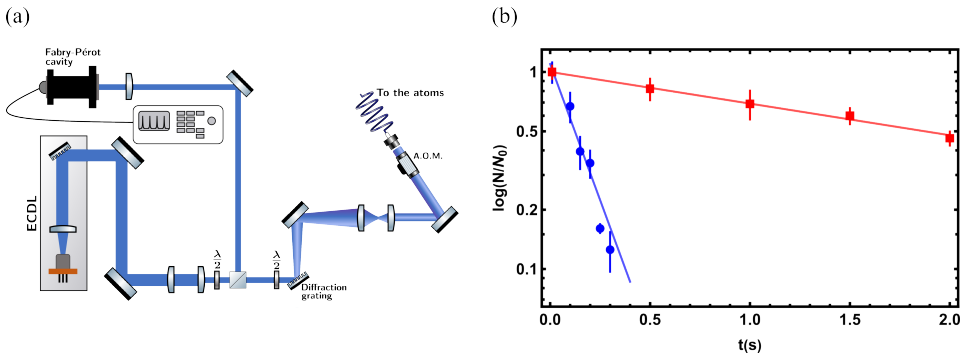 (a)
Fabry-Pérot
cavity
To the atoms
A.O.M.
ECDL
λ/2
λ/2
Diffraction
grating
(b)
log(N/N₀)
1
0.5
0.2
0.1
0.0 0.5 1.0 1.5 2.0
t(s)